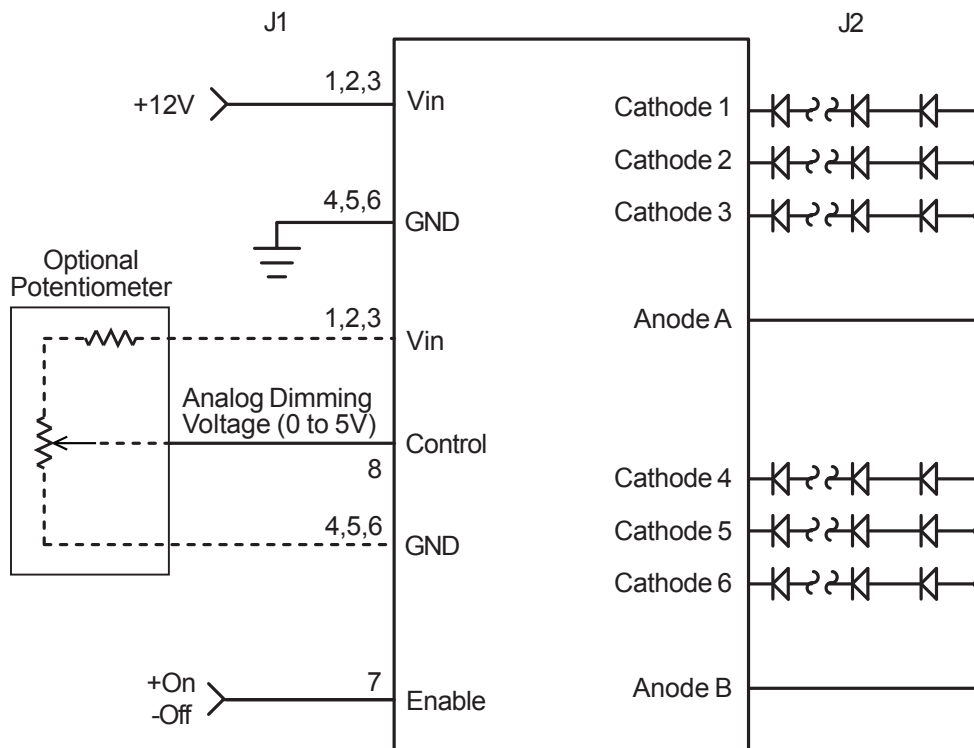 J1
J2
1,2,3
+12V
Vin
Cathode 1
Cathode 2
4,5,6
GND
Cathode 3
Optional
Potentiometer
1,2,3
Vin
Anode A
Analog Dimming
Voltage (0 to 5V)
Control
8
Cathode 4
4,5,6
GND
Cathode 5
Cathode 6
+On
-Off
7
Enable
Anode B